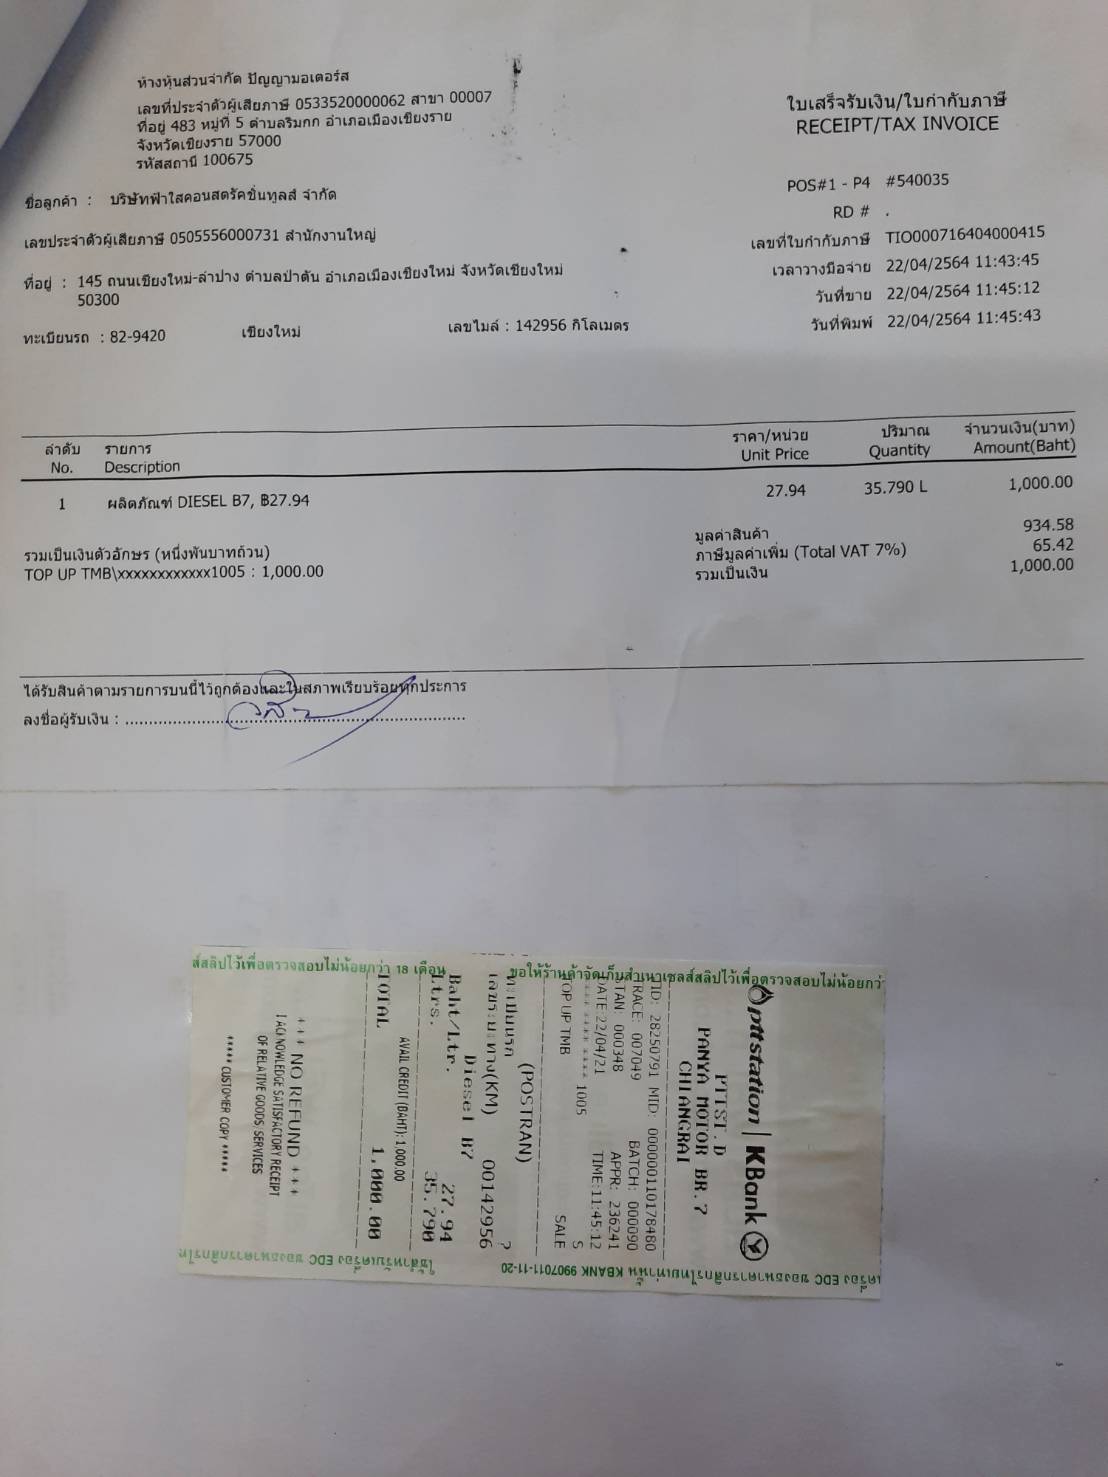 ห้างหุ้นส่วนจำกัด ปัญญามอเตอร์ส
เลขที่ประจำตัวผู้เสียภาษี 0533520000062 สาขา 00007
ที่อยู่ 483 หมู่ที่ 5 ตำบลริมกก อำเภอเมืองเชียงราย
จังหวัดเชียงราย 57000
รหัสสถานี 100675
ใบเสร็จรับเงิน/ใบกำกับภาษี
RECEIPT/TAX INVOICE
ชื่อลูกค้า : บริษัทฟ้าใสคอนสตรัคชั่นทูลส์ จำกัด
เลขประจำตัวผู้เสียภาษี 0505556000731 สำนักงานใหญ่
ที่อยู่ : 145 ถนนเชียงใหม่-ลำปาง ตำบลป่าตัน อำเภอเมืองเชียงใหม่ จังหวัดเชียงใหม่
50300
ทะเบียนรถ : 82-9420 เชียงใหม่ เลขไมล์ : 142956 กิโลเมตร
POS#1 - P4 #540035
RD # .
เลขที่ใบกำกับภาษี TIO000716404000415
เวลาวางมือจ่าย 22/04/2564 11:43:45
วันที่ขาย 22/04/2564 11:45:12
วันที่พิมพ์ 22/04/2564 11:45:43
ลำดับ รายการ ราคา/หน่วย ปริมาณ จำนวนเงิน(บาท)
No. Description Unit Price Quantity Amount(Baht)
1 ผลิตภัณฑ์ DIESEL B7, ฿27.94 27.94 35.790 L 1,000.00
มูลค่าสินค้า 934.58
รวมเป็นเงินตัวอักษร (หนึ่งพันบาทถ้วน) ภาษีมูลค่าเพิ่ม (Total VAT 7%) 65.42
TOP UP TMB\xxxxxxxxxxxx1005 : 1,000.00 รวมเป็นเงิน 1,000.00
ได้รับสินค้าตามรายการบนนี้ไว้ถูกต้องและในสภาพเรียบร้อยทุกประการ
ลงชื่อผู้รับเงิน :
ส์สลิปไว้เพื่อตรวจสอบไม่น้อยกว่า 18 เดือน
ขอให้ร้านค้าจัดเก็บสำเนาเซลส์สลิปไว้เพื่อตรวจสอบไม่น้อยกว่
ptt station | KBank
PTTST.D
PANYA MOTOR BR.7
CHIANGRAI
TID: 28250791 MID: 000000110178480
TRACE: 007049 BATCH: 000090
STAN: 000348 APPR: 236241
DATE:22/04/21 TIME:11:45:12
**** **** **** 1005 S
TOP UP TMB SALE
(POSTRAN)
ทะเบียนรถ ?
เลขระยะทาง(KM) 00142956
Diesel B7
Baht/Ltr. 27.94
Ltrs. 35.790
AVAIL CREDIT (BAHT): 1,000.00
TOTAL 1,000.00
+++ NO REFUND +++
I ACKNOWLEDGE SATISFACTORY RECEIPT
OF RELATIVE GOODS/SERVICES
***** CUSTOMER COPY *****
เครื่อง EDC ของธนาคารกสิกรไทยเท่านั้น KBANK 9907011-11-20
ใช้สำหรับเครื่อง EDC ของธนาคารกสิกรไท